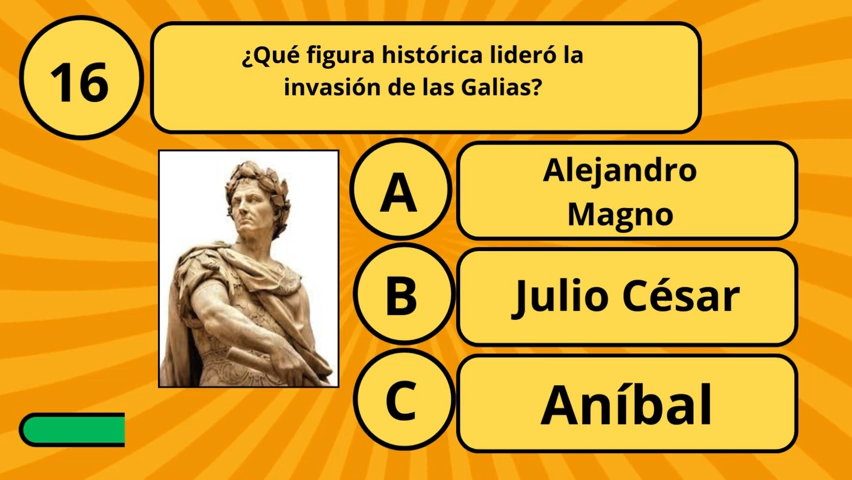 16
¿Qué figura histórica lideró la
invasión de las Galias?
A
Alejandro
Magno
B
Julio César
C
Aníbal